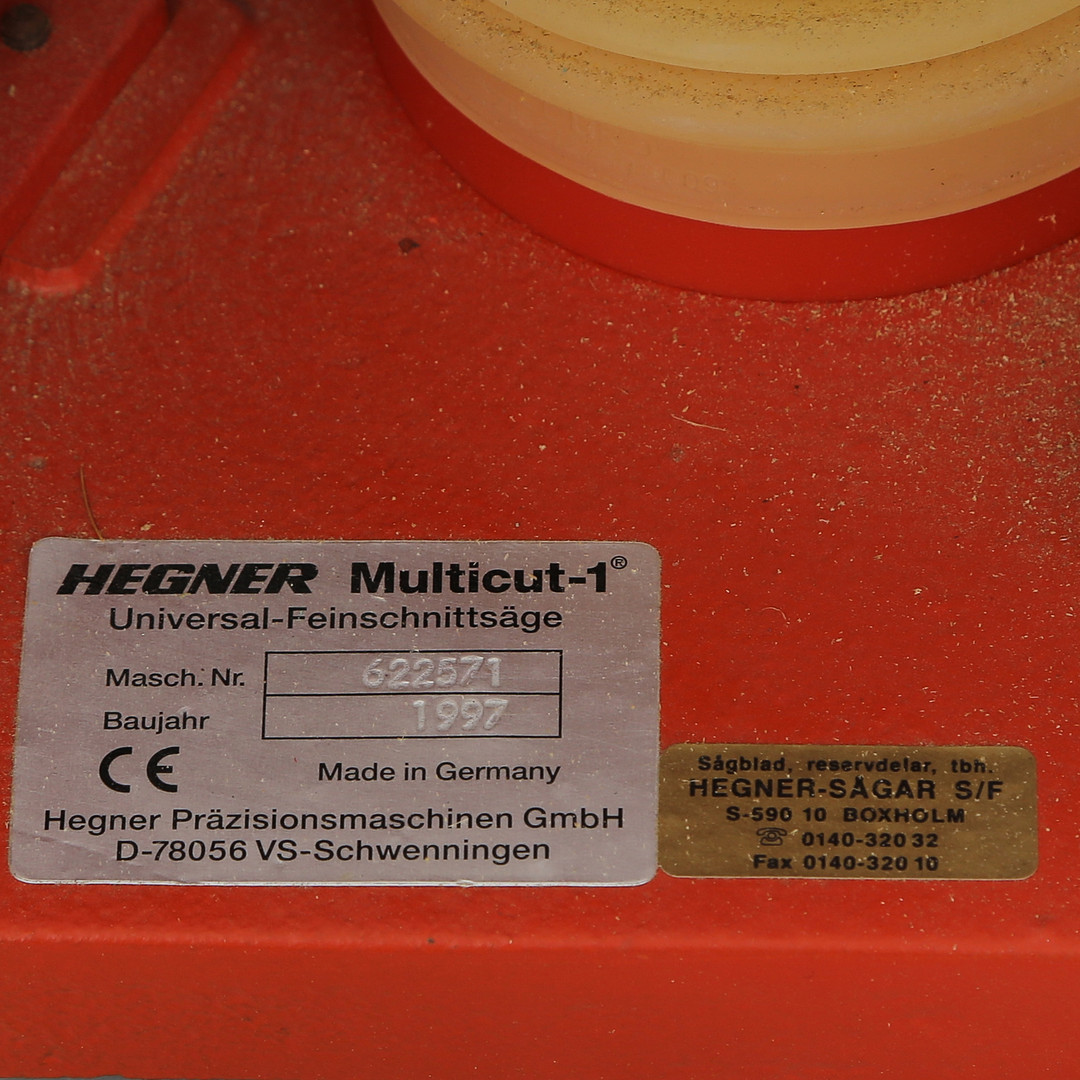 HEGNER Multicut-1®
Universal-Feinschnittsäge
Masch. Nr. 622571
Baujahr 1997
CE Made in Germany
Hegner Präzisionsmaschinen GmbH
D-78056 VS-Schwenningen
Sågblad, reservdelar, tbh.
HEGNER-SÅGAR S/F
S-590 10 BOXHOLM
☏ 0140-320 32
Fax 0140-320 10